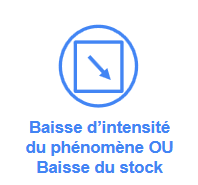 Baisse d’intensité
du phénomène OU
Baisse du stock